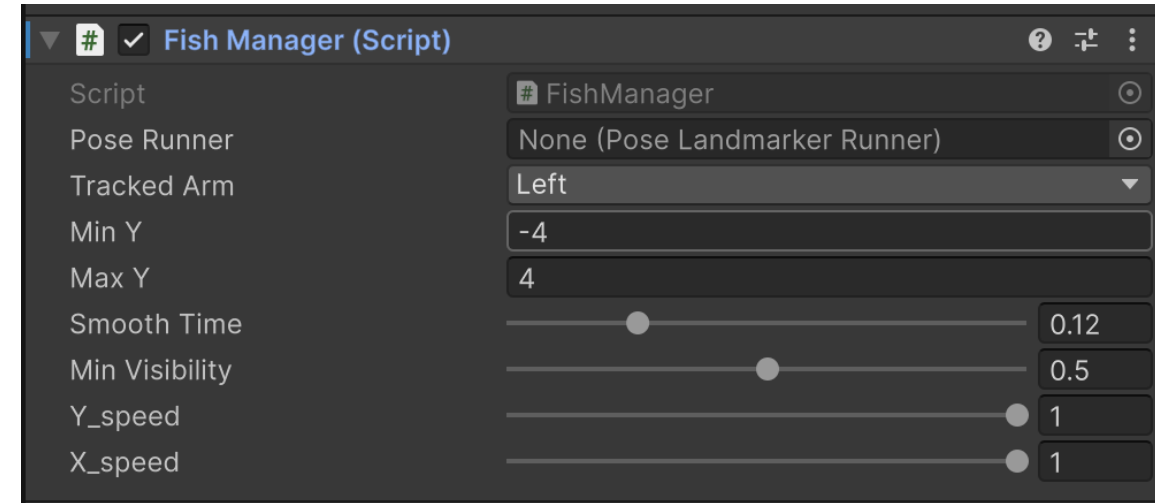 # Fish Manager (Script)
Script # FishManager
Pose Runner None (Pose Landmarker Runner)
Tracked Arm Left
Min Y -4
Max Y 4
Smooth Time 0.12
Min Visibility 0.5
Y_speed 1
X_speed 1